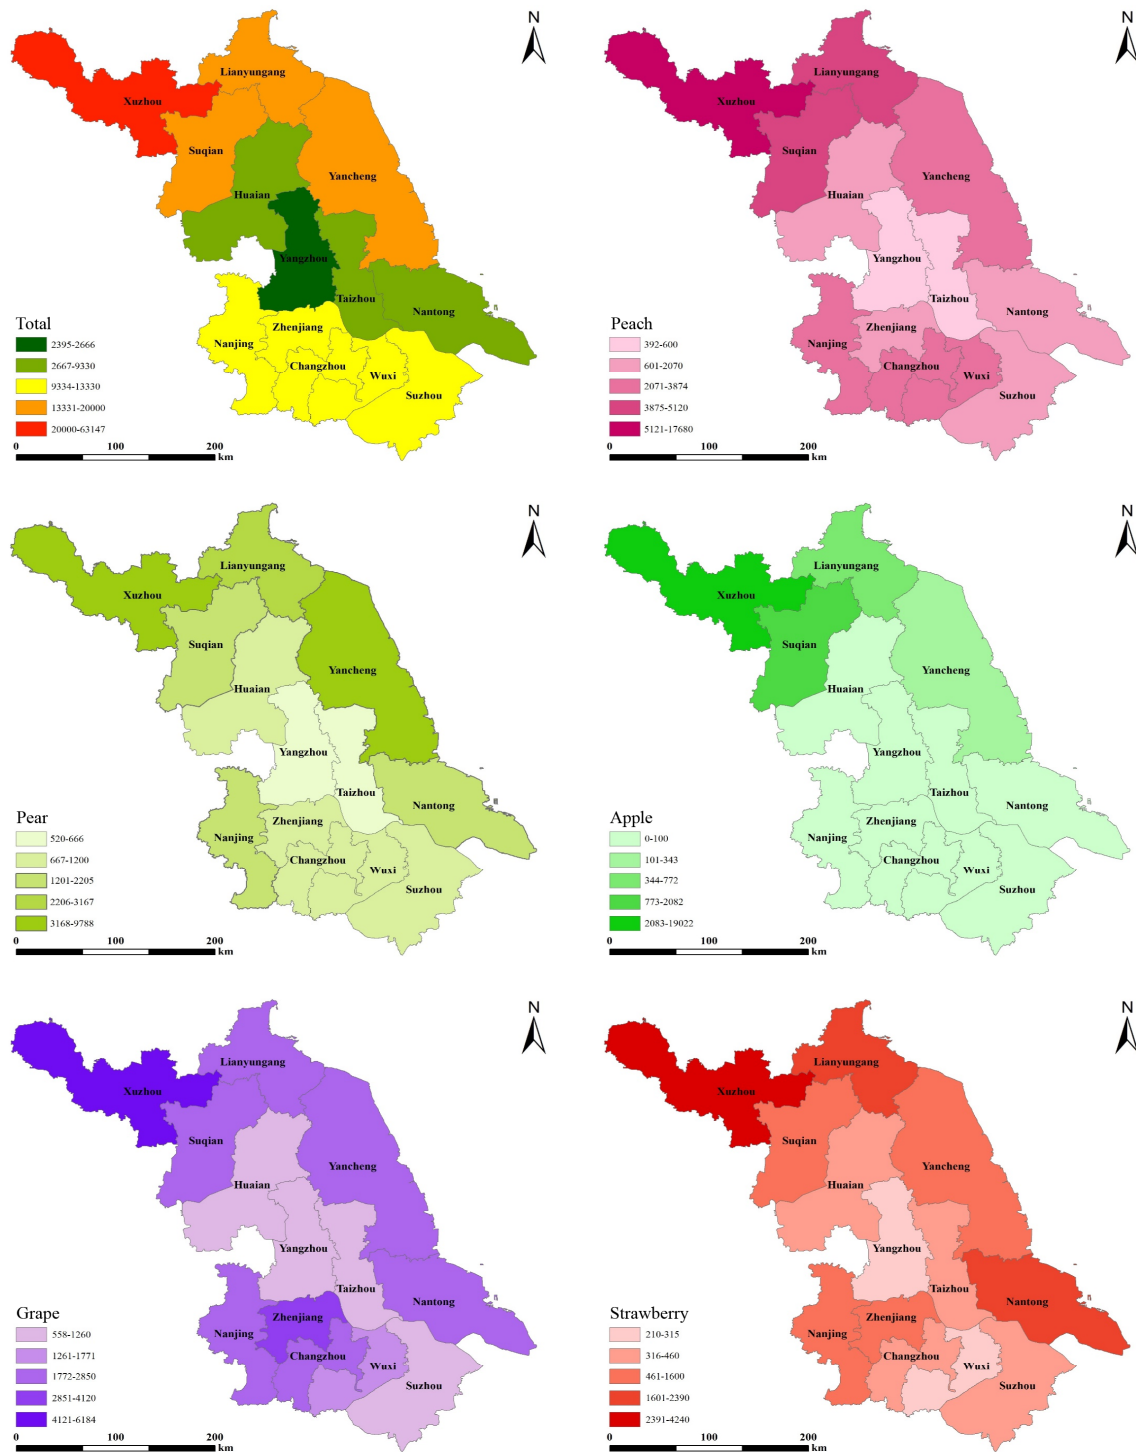 N
Lianyungang
Xuzhou
Suqian
Yancheng
Huaian
Yangzhou
Taizhou
Nantong
Zhenjiang
Nanjing
Changzhou
Wuxi
Suzhou
Total
2395-2666
2667-9330
9334-13330
13331-20000
20000-63147
0 100 200
km
N
Lianyungang
Xuzhou
Suqian
Yancheng
Huaian
Yangzhou
Taizhou
Nantong
Zhenjiang
Nanjing
Changzhou
Wuxi
Suzhou
Peach
392-600
601-2070
2071-3874
3875-5120
5121-17680
0 100 200
km
N
Lianyungang
Xuzhou
Suqian
Yancheng
Huaian
Yangzhou
Taizhou
Nantong
Zhenjiang
Nanjing
Changzhou
Wuxi
Suzhou
Pear
520-666
667-1200
1201-2205
2206-3167
3168-9788
0 100 200
km
N
Lianyungang
Xuzhou
Suqian
Yancheng
Huaian
Yangzhou
Taizhou
Nantong
Zhenjiang
Nanjing
Changzhou
Wuxi
Suzhou
Apple
0-100
101-343
344-772
773-2082
2083-19022
0 100 200
km
N
Lianyungang
Xuzhou
Suqian
Yancheng
Huaian
Yangzhou
Taizhou
Nantong
Zhenjiang
Nanjing
Changzhou
Wuxi
Suzhou
Grape
558-1260
1261-1771
1772-2850
2851-4120
4121-6184
0 100 200
km
N
Lianyungang
Xuzhou
Suqian
Yancheng
Huaian
Yangzhou
Taizhou
Nantong
Zhenjiang
Nanjing
Changzhou
Wuxi
Suzhou
Strawberry
210-315
316-460
461-1600
1601-2390
2391-4240
0 100 200
km